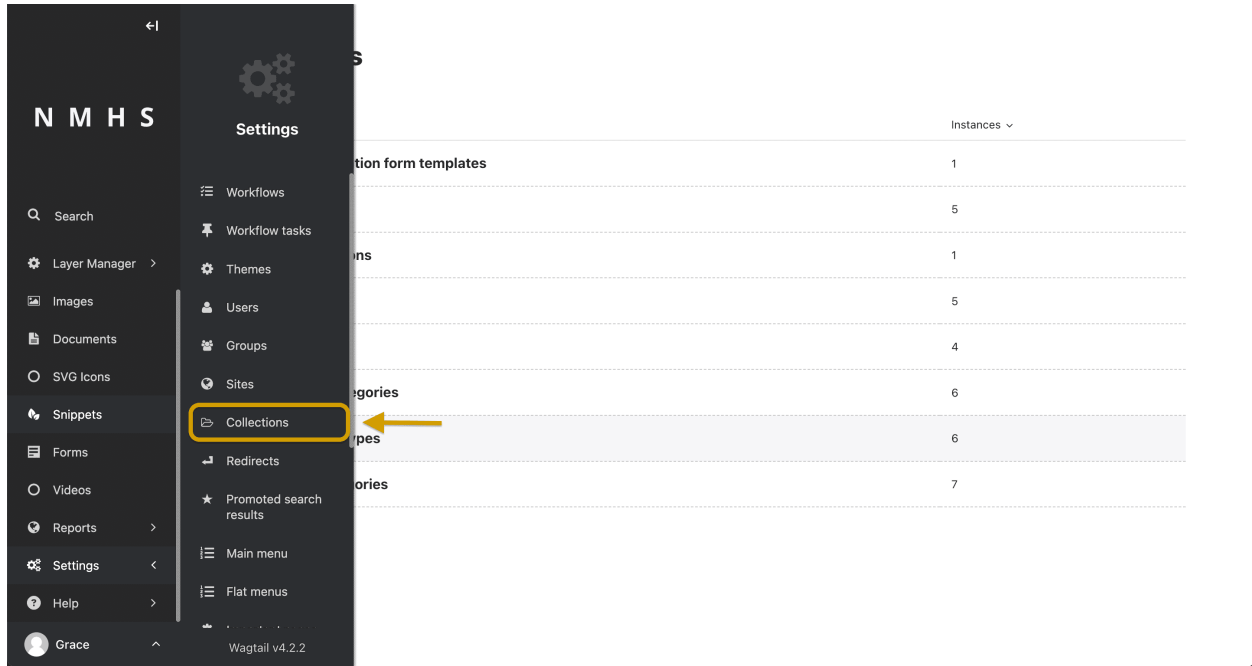 N M H S
Search
Layer Manager
Images
Documents
SVG Icons
Snippets
Forms
Videos
Reports
Settings
Help
Grace
Settings
Workflows
Workflow tasks
Themes
Users
Groups
Sites
Collections
Redirects
Promoted search
results
Main menu
Flat menus
Wagtail v4.2.2
s
Instances
tion form templates 1
5
ons 1
5
4
egories 6
ypes 6
ories 7